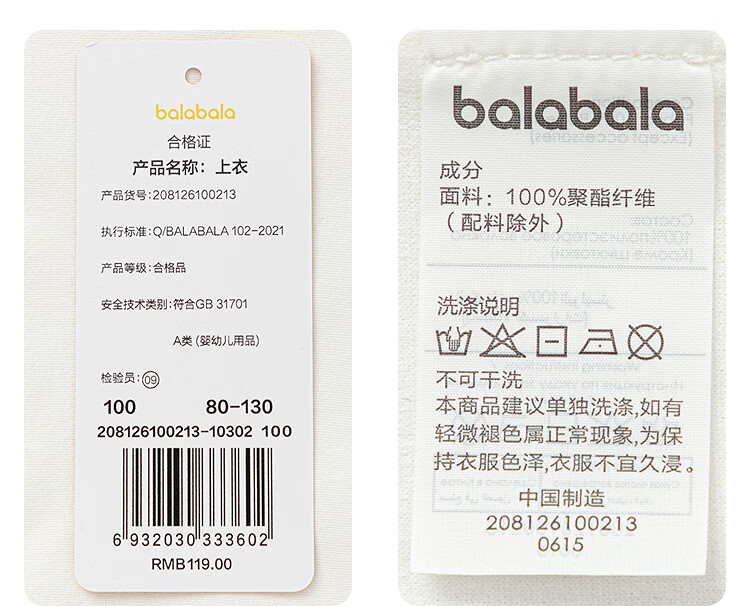 balabala
合格证
产品名称：上衣
产品货号：208126100213
执行标准：Q/BALABALA 102-2021
产品等级：合格品
安全技术类别：符合GB 31701
A类 (婴幼儿用品)
检验员：09
100 80-130
208126100213-10302 100
6 932030 333602
RMB119.00
balabala
成分
面料：100%聚酯纤维
（配料除外）
洗涤说明
不可干洗
本商品建议单独洗涤,如有
轻微褪色属正常现象,为保
持衣服色泽,衣服不宜久浸。
中国制造
208126100213
0615